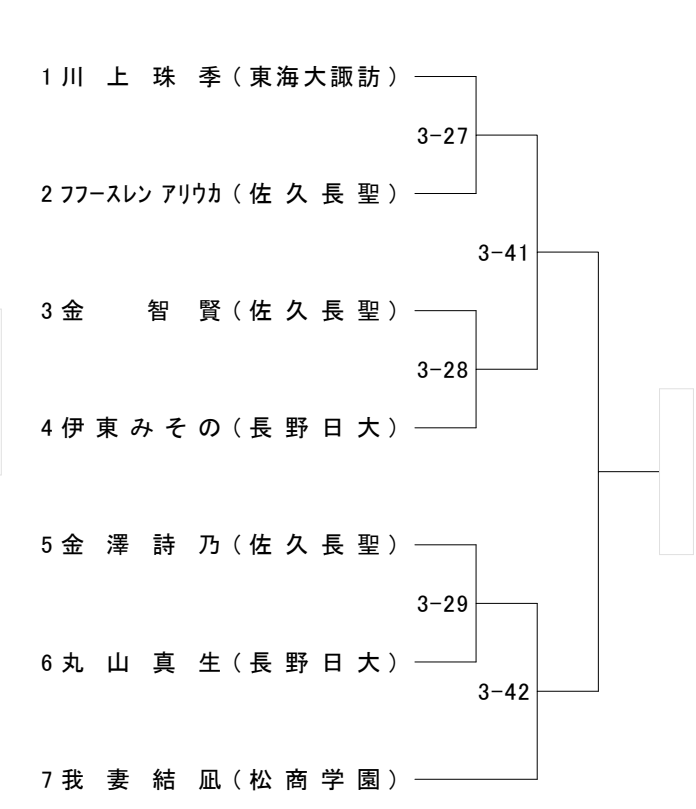 1 川上珠季（東海大諏訪）
3-27
2 フフースレン アリウカ（佐久長聖）
3-41
3 金智賢（佐久長聖）
3-28
4 伊東みその（長野日大）
5 金澤詩乃（佐久長聖）
3-29
6 丸山真生（長野日大）
3-42
7 我妻結凪（松商学園）